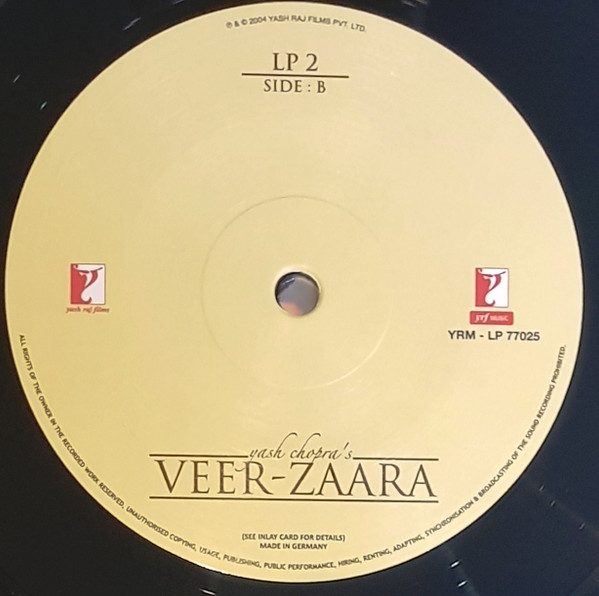 ℗ & © 2004 YASH RAJ FILMS PVT. LTD.
LP 2
SIDE : B
yash raj films
yrf MUSIC
YRM - LP 77025
yash chopra's
VEER-ZAARA
(SEE INLAY CARD FOR DETAILS)
MADE IN GERMANY
ALL RIGHTS OF THE OWNER IN THE RECORDED WORK RESERVED, UNAUTHORISED COPYING, USAGE, PUBLISHING, PUBLIC PERFORMANCE, HIRING, RENTING, ADAPTING, SYNCHRONISATION & BROADCASTING OF THE SOUND RECORDING PROHIBITED.